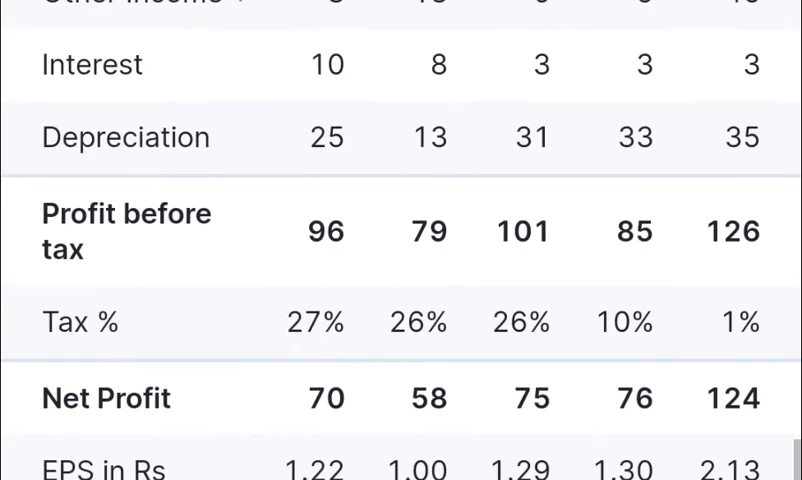 Other Income
Interest 10 8 3 3 3
Depreciation 25 13 31 33 35
Profit before
tax 96 79 101 85 126
Tax % 27% 26% 26% 10% 1%
Net Profit 70 58 75 76 124
EPS in Rs 1.22 1.00 1.29 1.30 2.13